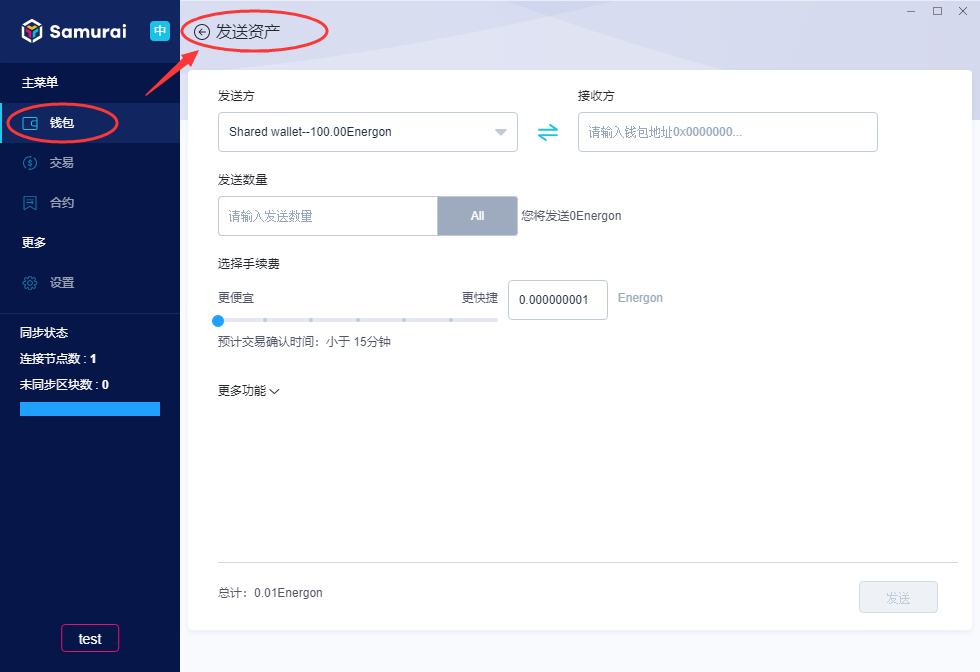 Samurai
中
主菜单
钱包
交易
合约
更多
设置
同步状态
连接节点数 : 1
未同步区块数 : 0
test
发送资产
发送方
接收方
Shared wallet--100.00Energon
请输入钱包地址0x0000000...
发送数量
请输入发送数量
All
您将发送0Energon
选择手续费
更便宜
更快捷
0.000000001
Energon
预计交易确认时间：小于 15分钟
更多功能
总计：0.01Energon
发送